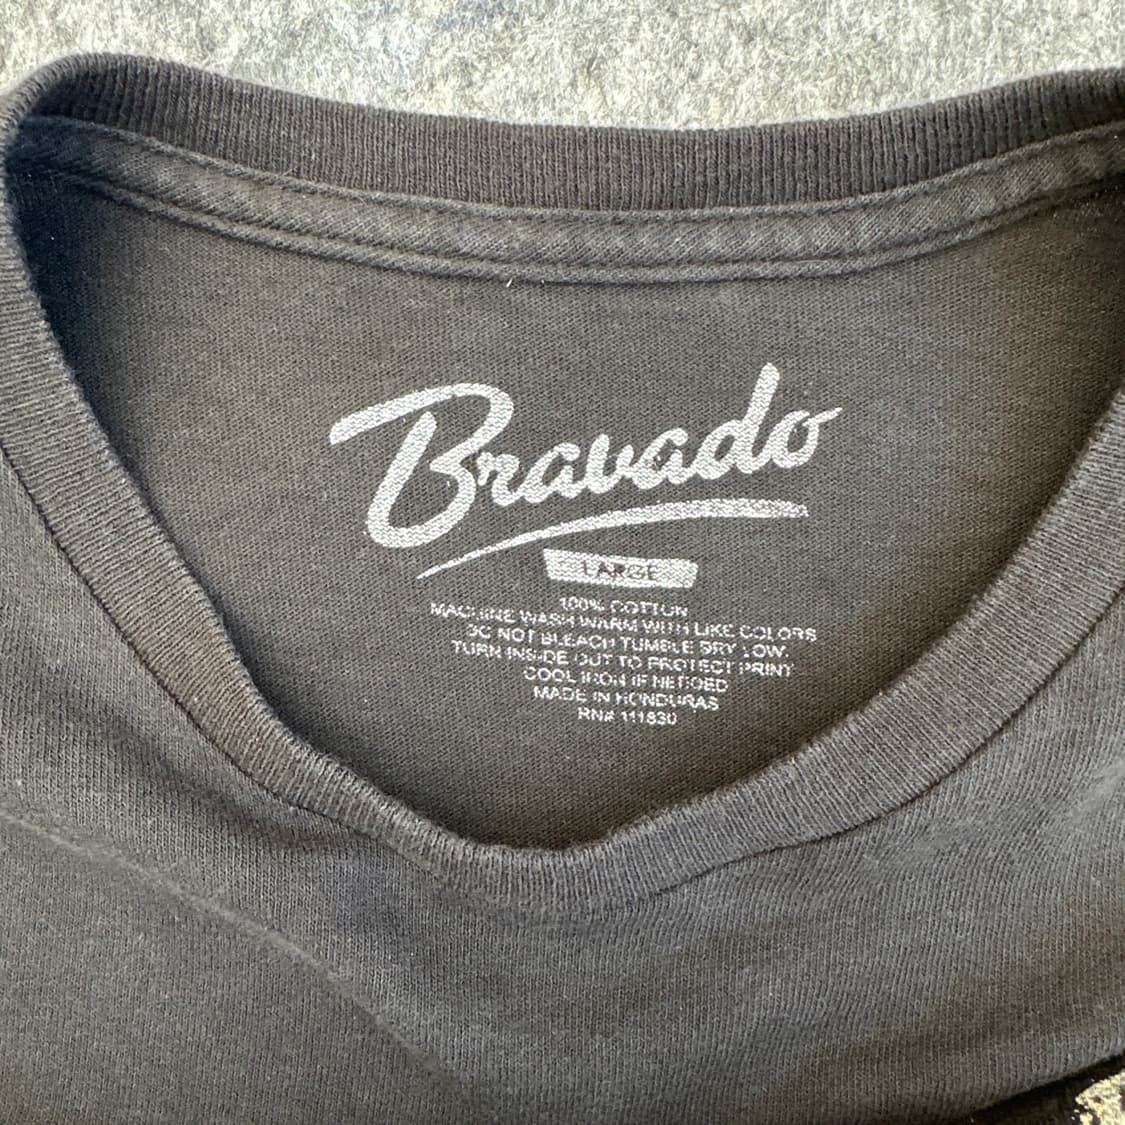 Bravado
LARGE
100% COTTON
MACHINE WASH WARM WITH LIKE COLORS
DO NOT BLEACH TUMBLE DRY LOW.
TURN INSIDE OUT TO PROTECT PRINT
COOL IRON IF NEEDED
MADE IN HONDURAS
RN# 111830